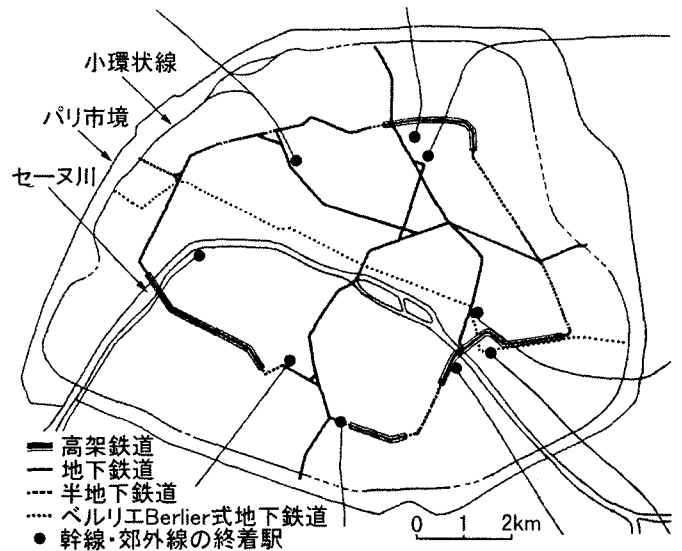 小環状線
パリ市境
セーヌ川
高架鉄道
地下鉄道
半地下鉄道
ベルリエBerlier式地下鉄道
幹線・郊外線の終着駅
0 1 2km